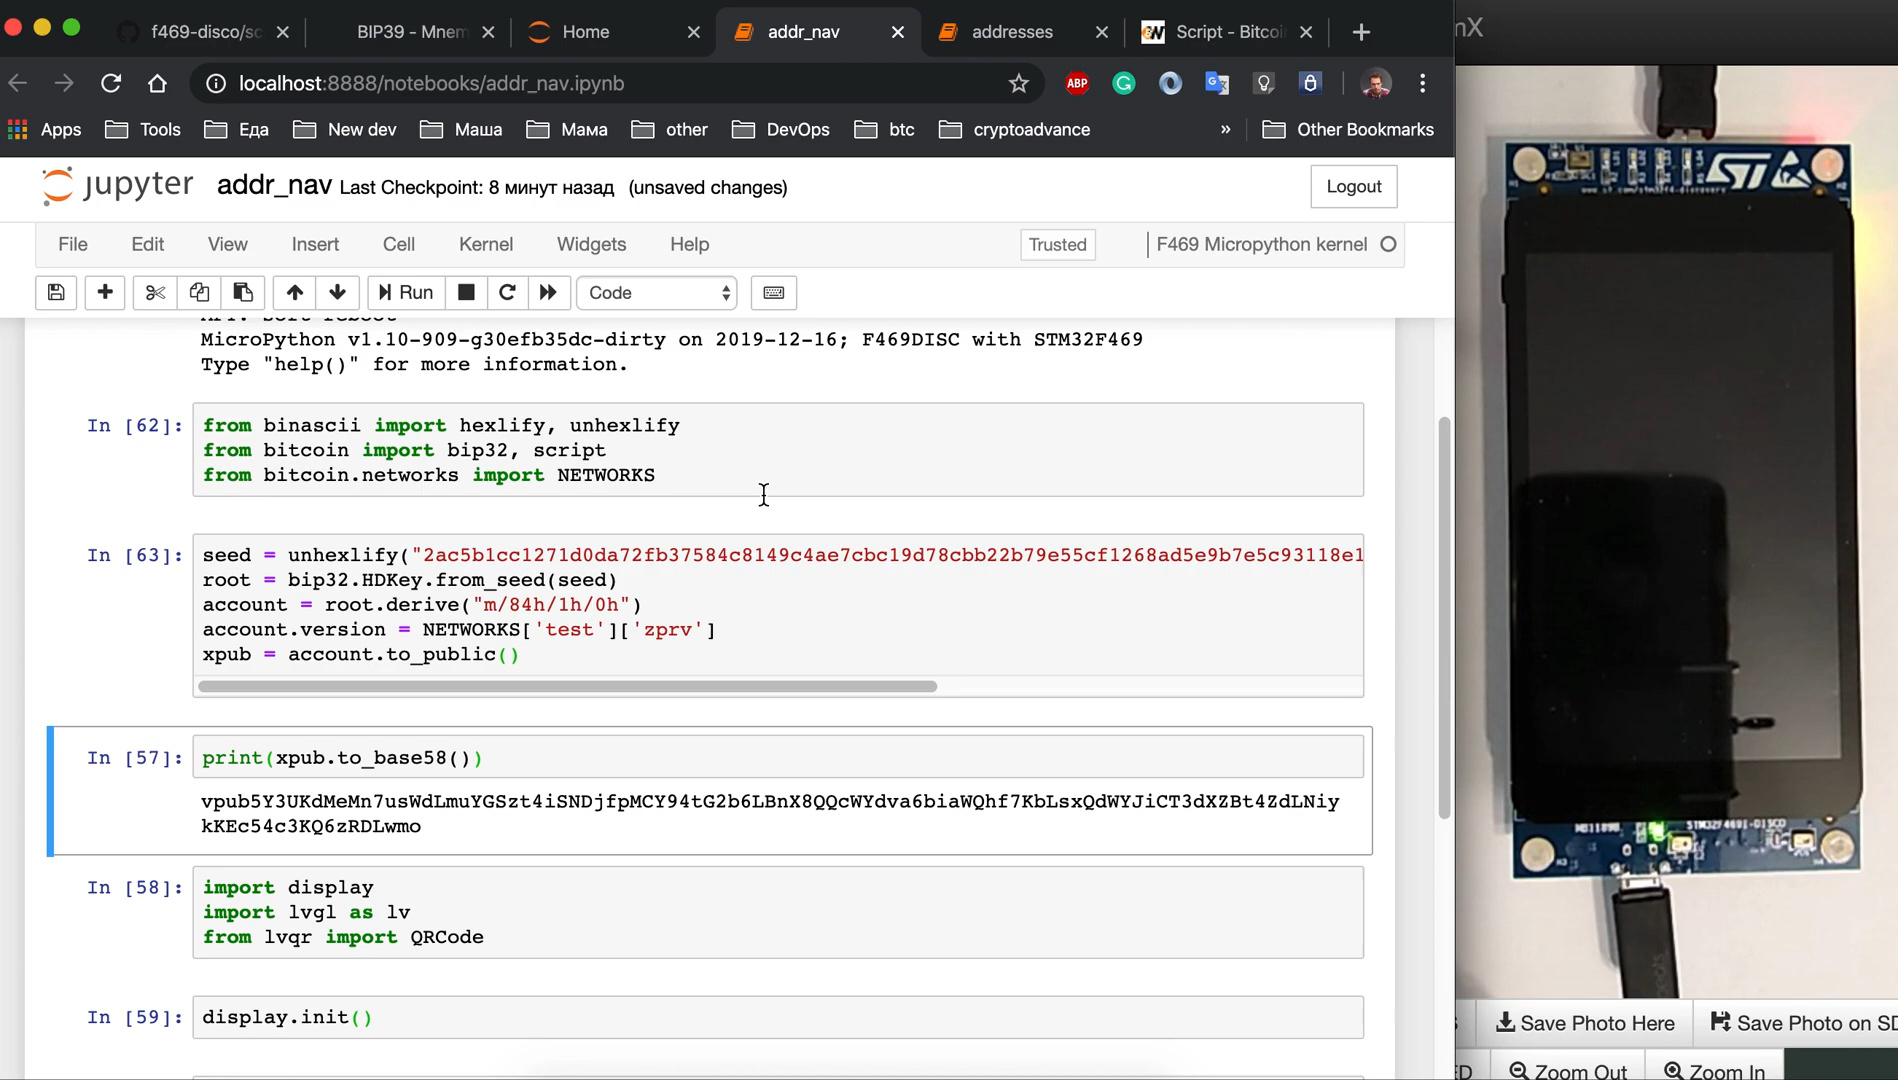 f469-disco/sc
BIP39 - Mnem
Home
addr_nav
addresses
Script - Bitcoi
nX
localhost:8888/notebooks/addr_nav.ipynb
ABP
Apps
Tools
Еда
New dev
Маша
Мама
other
DevOps
btc
cryptoadvance
»
Other Bookmarks
jupyter addr_nav Last Checkpoint: 8 минут назад (unsaved changes)
Logout
File
Edit
View
Insert
Cell
Kernel
Widgets
Help
Trusted
F469 Micropython kernel
Run
Code
MicroPython v1.10-909-g30efb35dc-dirty on 2019-12-16; F469DISC with STM32F469
Type "help()" for more information.
In [62]:
from binascii import hexlify, unhexlify
from bitcoin import bip32, script
from bitcoin.networks import NETWORKS
In [63]:
seed = unhexlify("2ac5b1cc1271d0da72fb37584c8149c4ae7cbc19d78cbb22b79e55cf1268ad5e9b7e5c93118e1
root = bip32.HDKey.from_seed(seed)
account = root.derive("m/84h/1h/0h")
account.version = NETWORKS['test']['zprv']
xpub = account.to_public()
In [57]:
print(xpub.to_base58())
vpub5Y3UKdMeMn7usWdLmuYGSzt4iSNDjfpMCY94tG2b6LBnX8QQcWYdva6biaWQhf7KbLsxQdWYJiCT3dXZBt4ZdLNiy
kKEc54c3KQ6zRDLwmo
In [58]:
import display
import lvgl as lv
from lvqr import QRCode
In [59]:
display.init()
ST
STM32F469I-DISCO
Save Photo Here
Save Photo on SD
ED
Zoom Out
Zoom In